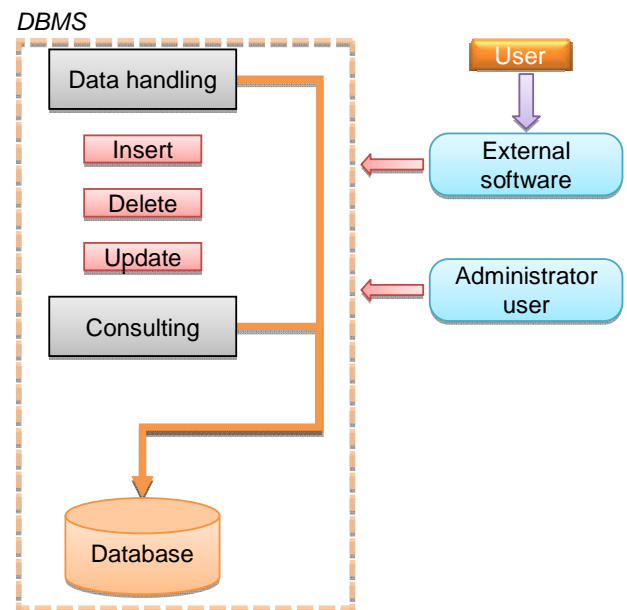 DBMS
Data handling
Insert
Delete
Update
Consulting
Database
User
External
software
Administrator
user